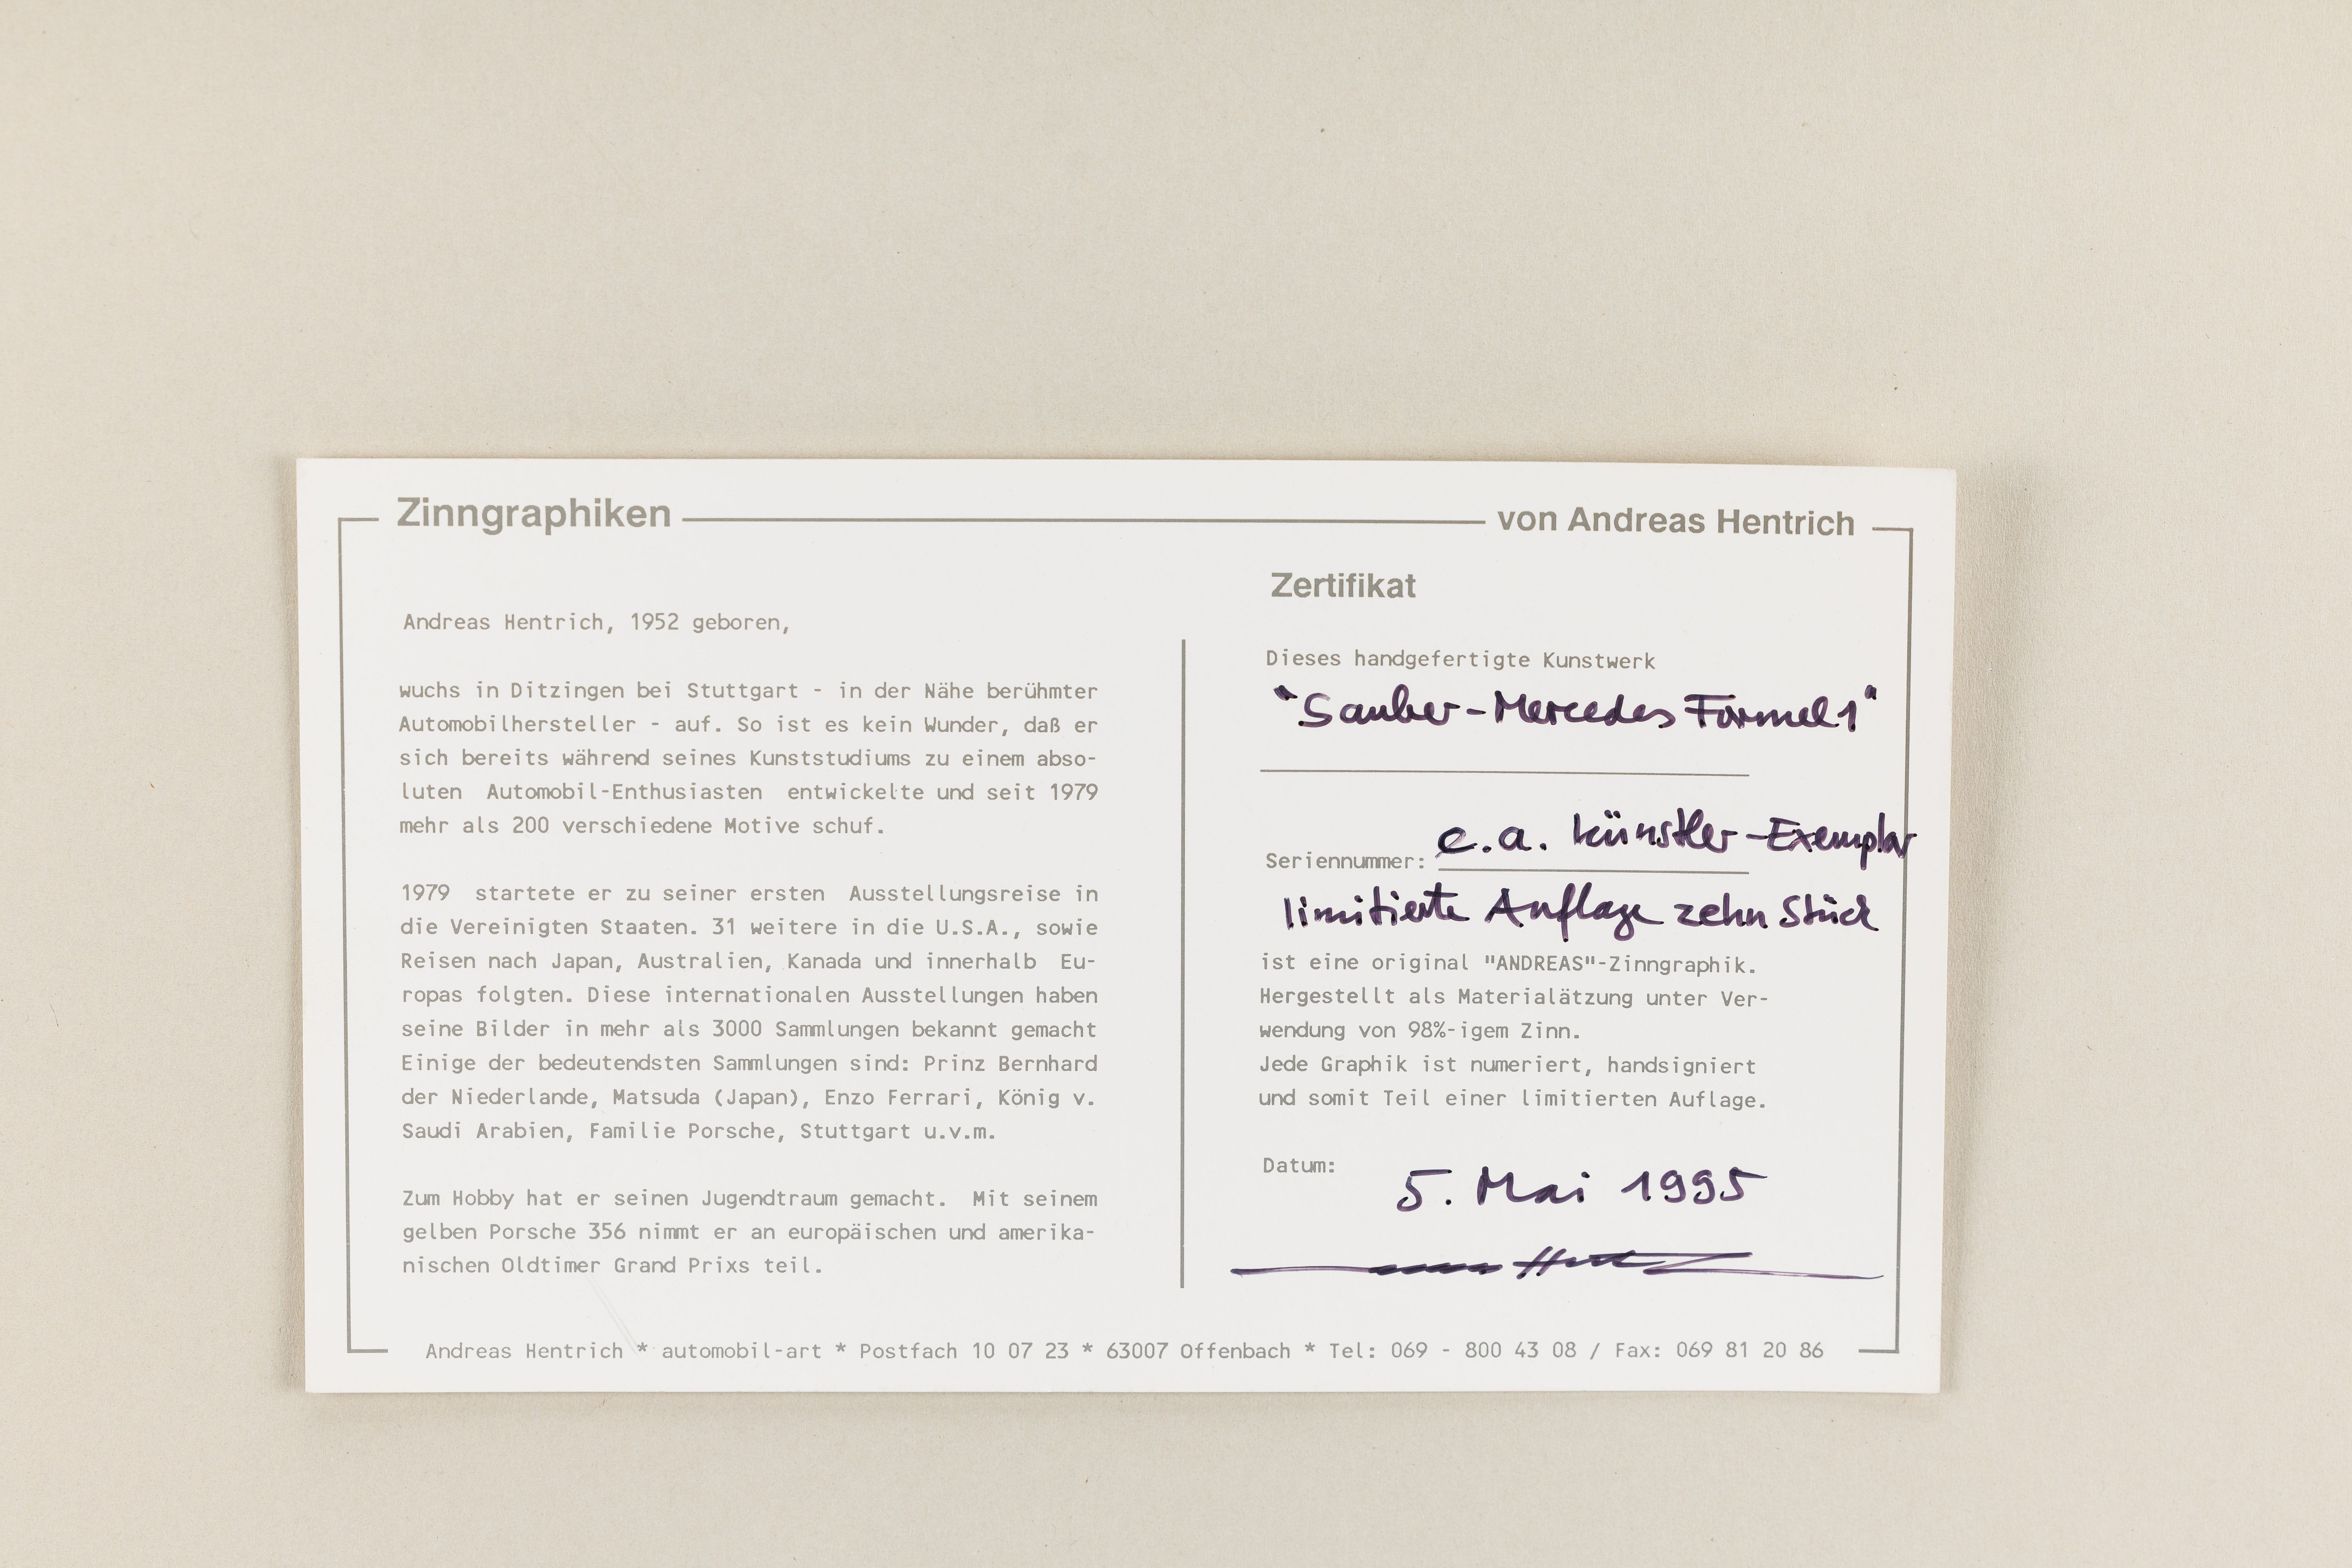 Zinngraphiken
von Andreas Hentrich
Andreas Hentrich, 1952 geboren,
wuchs in Ditzingen bei Stuttgart - in der Nähe berühmter
Automobilhersteller - auf. So ist es kein Wunder, daß er
sich bereits während seines Kunststudiums zu einem abso-
luten Automobil-Enthusiasten entwickelte und seit 1979
mehr als 200 verschiedene Motive schuf.
1979 startete er zu seiner ersten Ausstellungsreise in
die Vereinigten Staaten. 31 weitere in die U.S.A., sowie
Reisen nach Japan, Australien, Kanada und innerhalb Eu-
ropas folgten. Diese internationalen Ausstellungen haben
seine Bilder in mehr als 3000 Sammlungen bekannt gemacht
Einige der bedeutendsten Sammlungen sind: Prinz Bernhard
der Niederlande, Matsuda (Japan), Enzo Ferrari, König v.
Saudi Arabien, Familie Porsche, Stuttgart u.v.m.
Zum Hobby hat er seinen Jugendtraum gemacht. Mit seinem
gelben Porsche 356 nimmt er an europäischen und amerika-
nischen Oldtimer Grand Prixs teil.
Zertifikat
Dieses handgefertigte Kunstwerk
"Sauber-Mercedes Formel 1"
Seriennummer: e.a. Künstler-Exemplar
limitierte Auflage zehn Stück
ist eine original "ANDREAS"-Zinngraphik.
Hergestellt als Materialätzung unter Ver-
wendung von 98%-igem Zinn.
Jede Graphik ist numeriert, handsigniert
und somit Teil einer limitierten Auflage.
Datum: 5. Mai 1995
Andreas Hentrich * automobil-art * Postfach 10 07 23 * 63007 Offenbach * Tel: 069 - 800 43 08 / Fax: 069 81 20 86